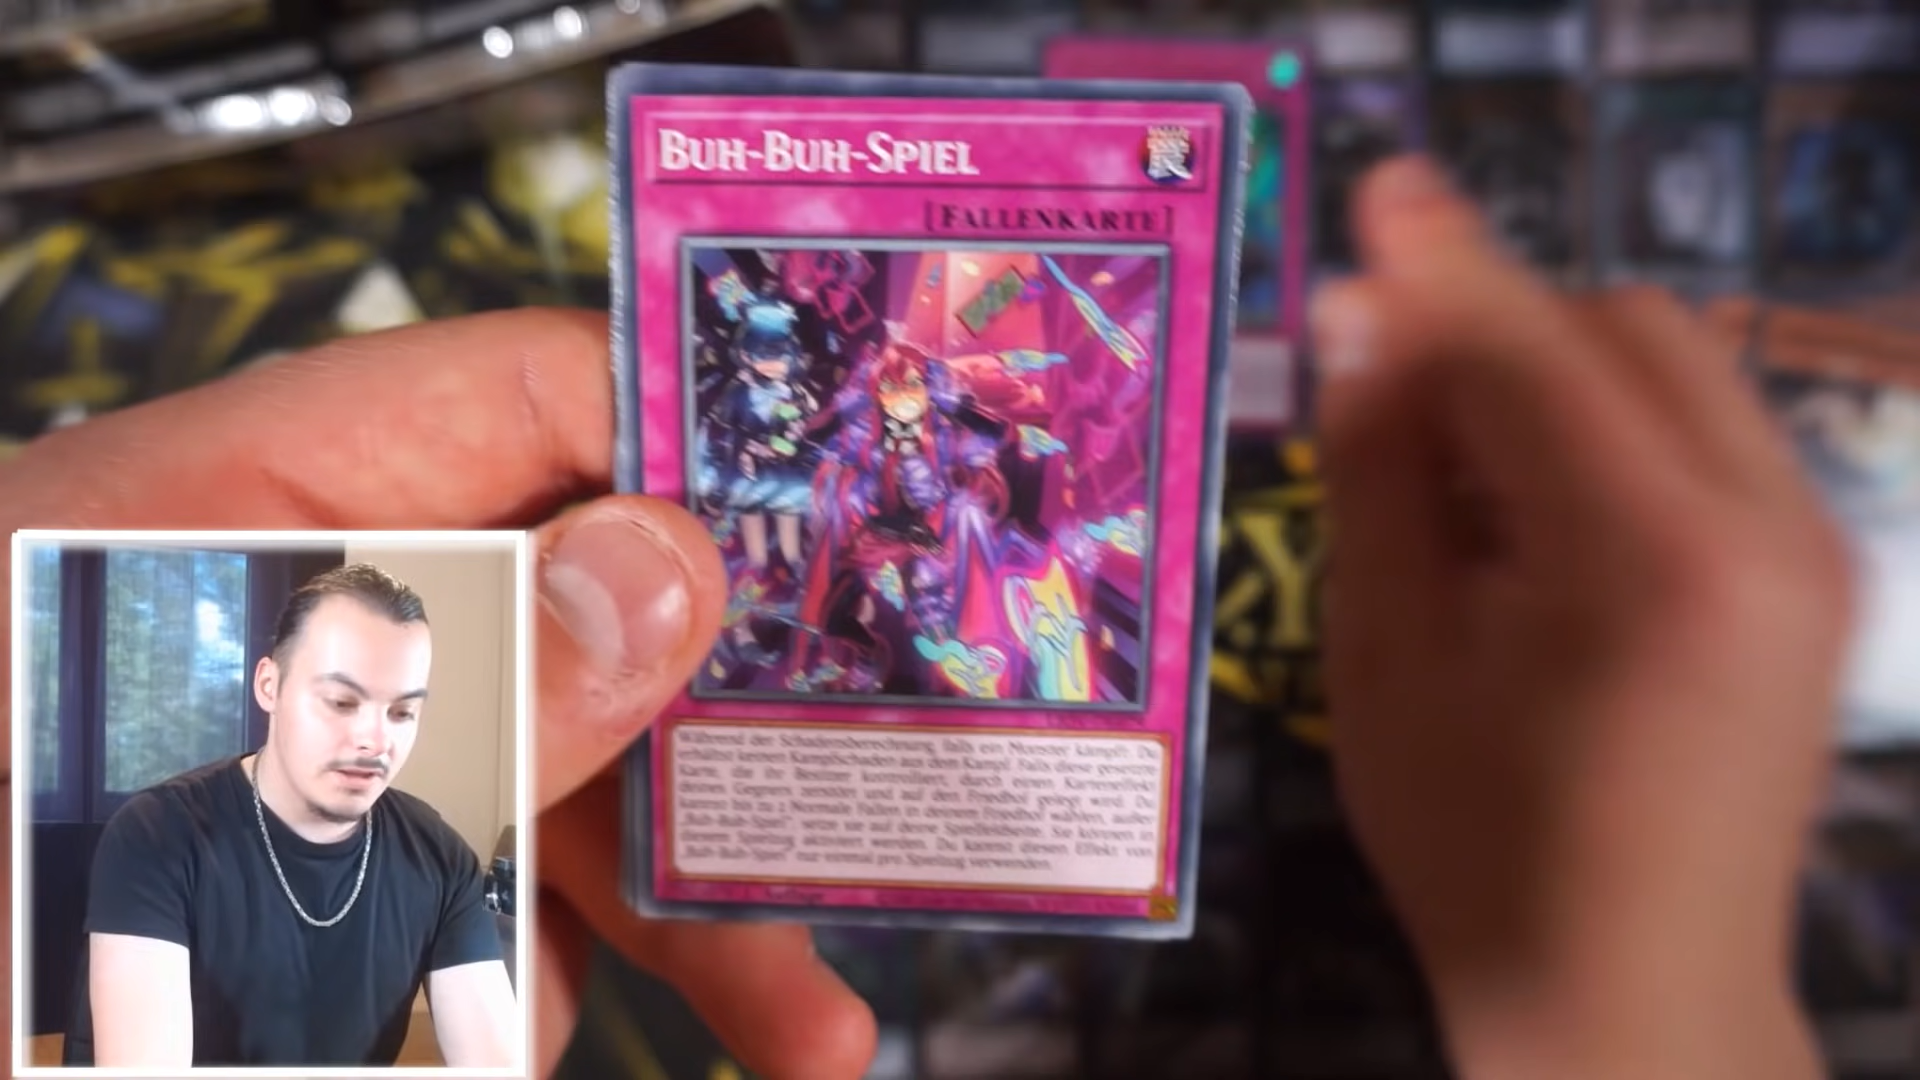 BUH-BUH-SPIEL
罠
[FALLENKARTE]
Während der Schadensberechnung, falls ein Monster kämpft: Du
erhältst keinen Kampfschaden aus dem Kampf. Falls diese gesetzte
Karte, die ihr Besitzer kontrolliert, durch einen Karteneffekt
deines Gegners zerstört und auf den Friedhof gelegt wird: Du
kannst bis zu 2 Normale Fallen in deinem Friedhof wählen, außer
„Buh-Buh-Spiel“; setze sie auf deine Spielfeldseite. Sie können in
diesem Spielzug aktiviert werden. Du kannst diesen Effekt von
„Buh-Buh-Spiel“ nur einmal pro Spielzug verwenden.